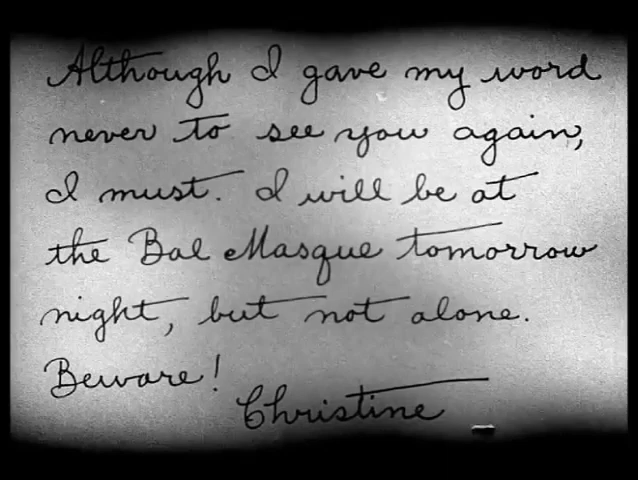 Although I gave my word
never to see you again,
I must. I will be at
the Bal Masque tomorrow
night, but not alone.
Beware!
Christine